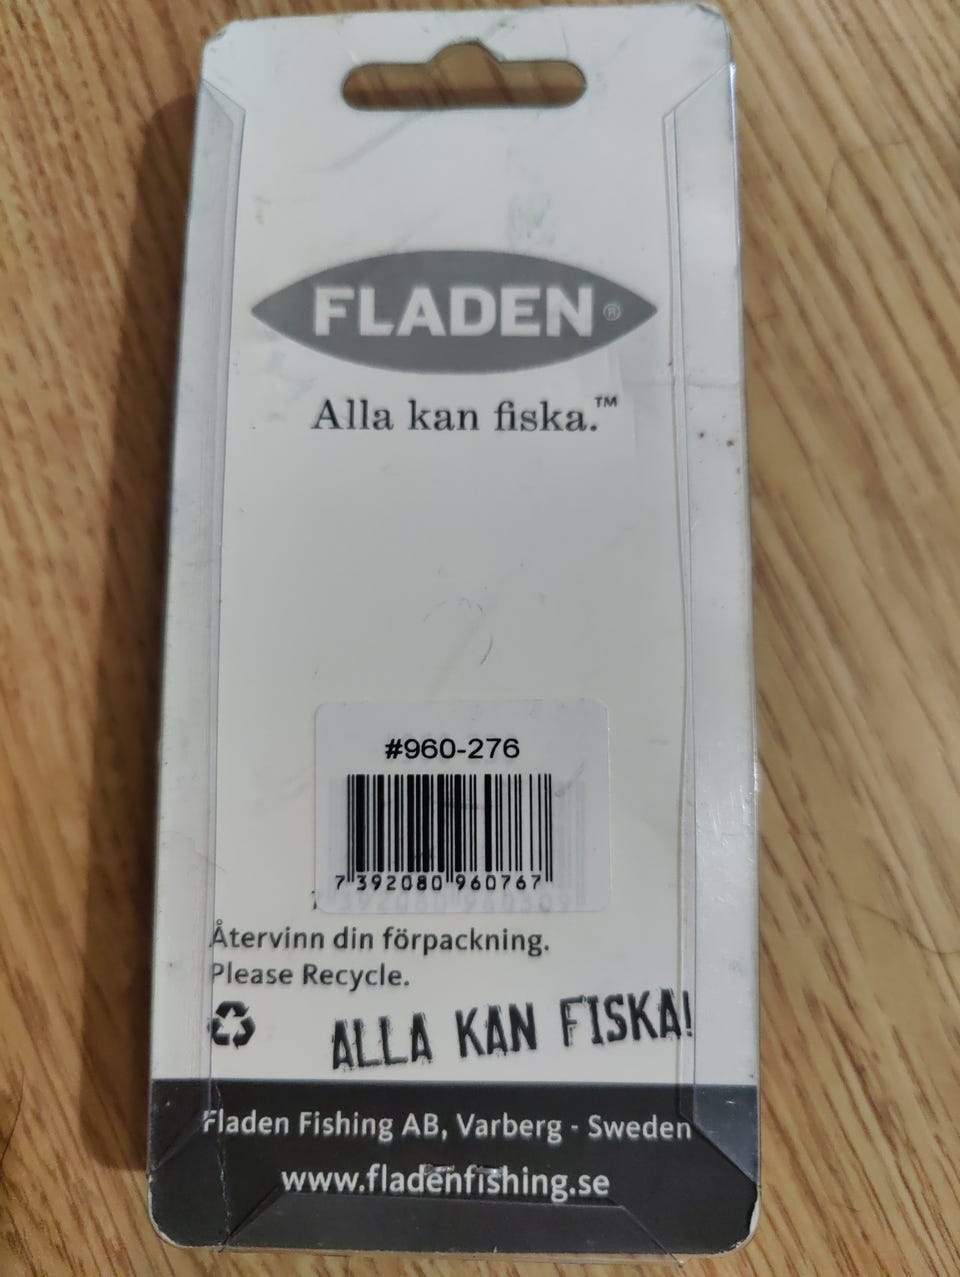 FLADEN®
Alla kan fiska.™
#960-276
7 392080 960767
Återvinn din förpackning.
Please Recycle.
ALLA KAN FISKA!
Fladen Fishing AB, Varberg - Sweden
www.fladenfishing.se